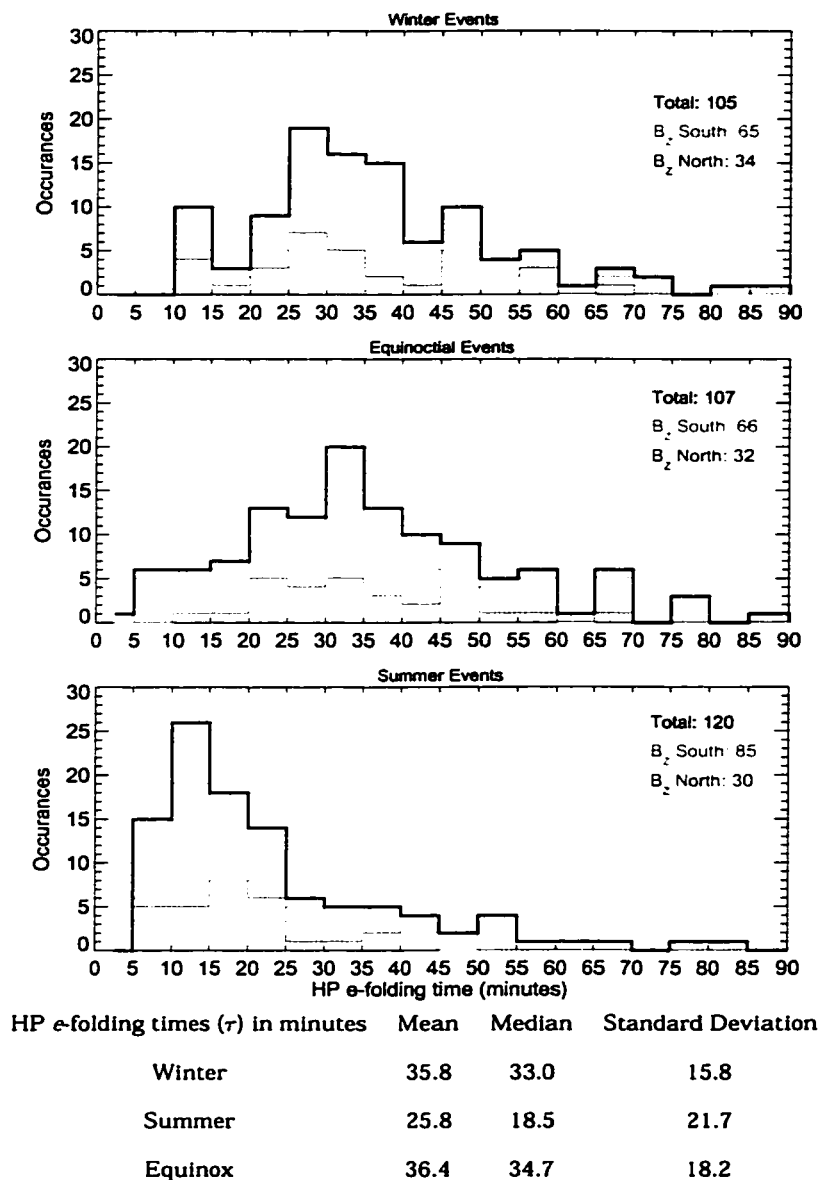 Winter Events
30
25
20
15
10
5
0
Occurances
Total: 105
B_z South 65
B_z North: 34
0 5 10 15 20 25 30 35 40 45 50 55 60 65 70 75 80 85 90
Equinoctial Events
30
20
10
0
Occurances
Total: 107
B_z South 66
B_z North: 32
0 5 10 15 20 25 30 35 40 45 50 55 60 65 70 75 80 85 90
Summer Events
30
25
20
15
10
5
0
Occurances
Total: 120
B_z South 85
B_z North: 30
0 5 10 15 20 25 30 35 40 45 50 55 60 65 70 75 80 85 90
HP e-folding time (minutes)
HP e-folding times (τ) in minutes Mean Median Standard Deviation
Winter 35.8 33.0 15.8
Summer 25.8 18.5 21.7
Equinox 36.4 34.7 18.2